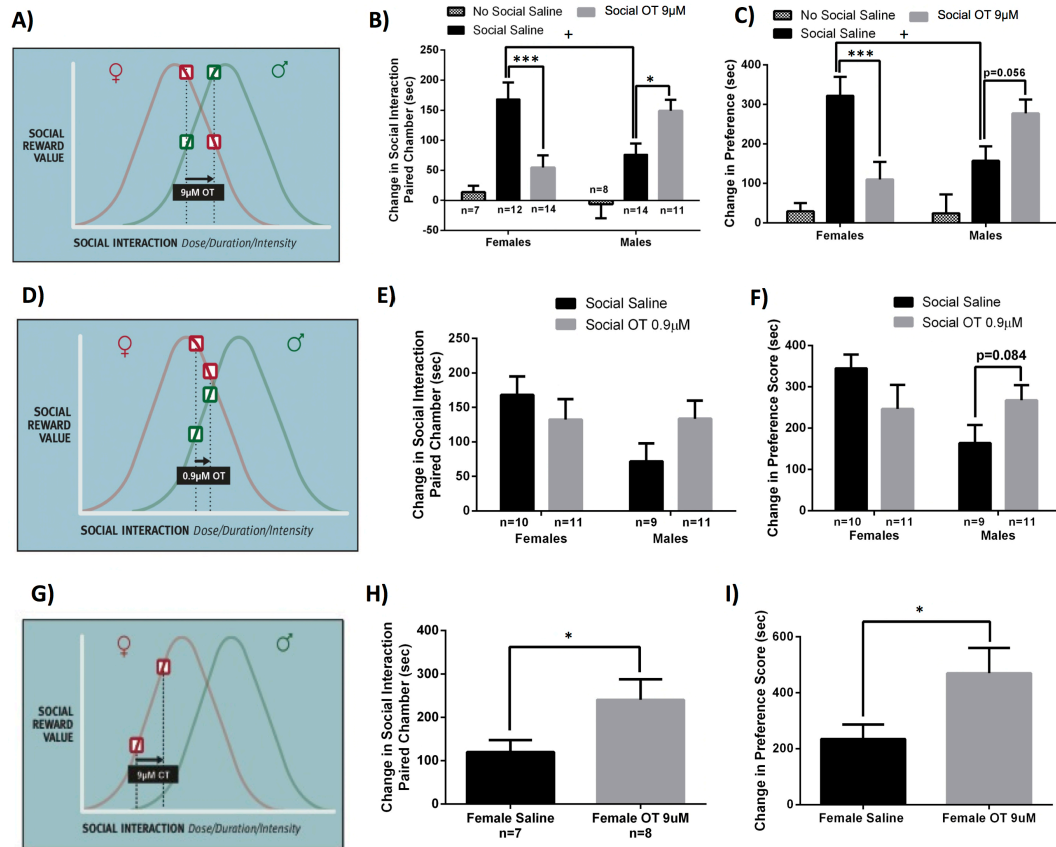 A)
♀
♂
SOCIAL
REWARD
VALUE
9µM OT
SOCIAL INTERACTION Dose/Duration/Intensity
B)
No Social Saline
Social OT 9µM
Social Saline
+
***
*
Change in Social Interaction
Paired Chamber (sec)
250
200
150
100
50
0
-50
n=7
n=12
n=14
n=8
n=14
n=11
Females
Males
C)
No Social Saline
Social OT 9µM
Social Saline
+
***
p=0.056
Change in Preference (sec)
400
300
200
100
0
Females
Males
D)
♀
♂
SOCIAL
REWARD
VALUE
0.9µM OT
SOCIAL INTERACTION Dose/Duration/Intensity
E)
Social Saline
Social OT 0.9µM
Change in Social Interaction
Paired Chamber (sec)
250
200
150
100
50
0
n=10
n=11
n=9
n=11
Females
Males
F)
Social Saline
Social OT 0.9µM
p=0.084
Change in Preference Score (sec)
400
300
200
100
0
n=10
n=11
n=9
n=11
Females
Males
G)
♀
♂
SOCIAL
REWARD
VALUE
9µM OT
SOCIAL INTERACTION Dose/Duration/Intensity
H)
*
Change in Social Interaction
Paired Chamber (sec)
400
300
200
100
0
Female Saline
n=7
Female OT 9uM
n=8
I)
*
Change in Preference Score (sec)
600
400
200
0
Female Saline
Female OT 9uM